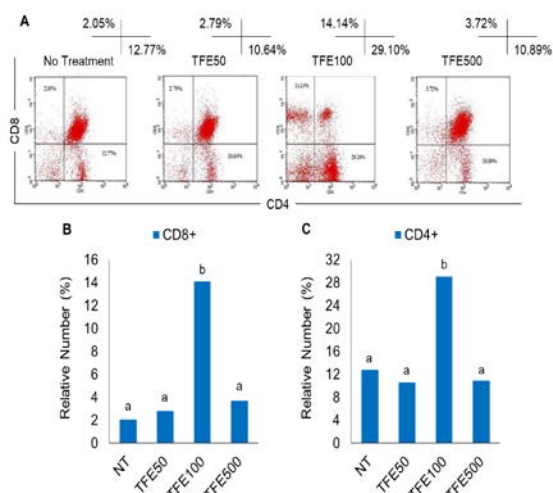 A
2.05% 2.79% 14.14% 3.72%
12.77% 10.64% 29.10% 10.89%
No Treatment TFE50 TFE100 TFE500
CD8
CD4
B C
CD8+ CD4+
Relative Number (%)
16
14
12
10
8
6
4
2
0
a a b a
NT TFE50 TFE100 TFE500
Relative Number (%)
32
28
24
20
16
12
8
4
0
a a b a
NT TFE50 TFE100 TFE500